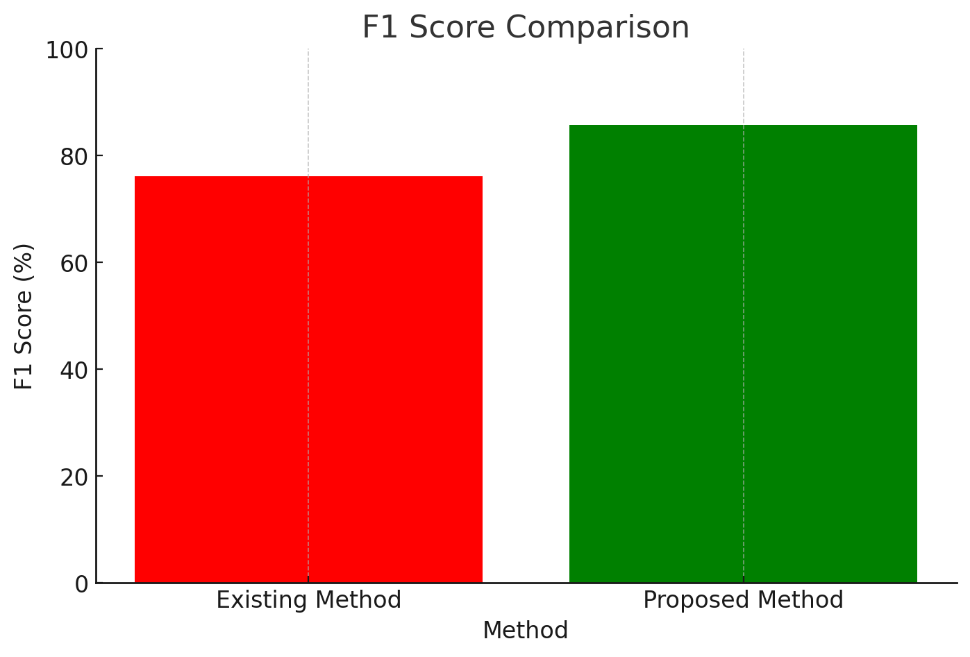 F1 Score Comparison
100
80
60
40
20
0
F1 Score (%)
Existing Method
Proposed Method
Method